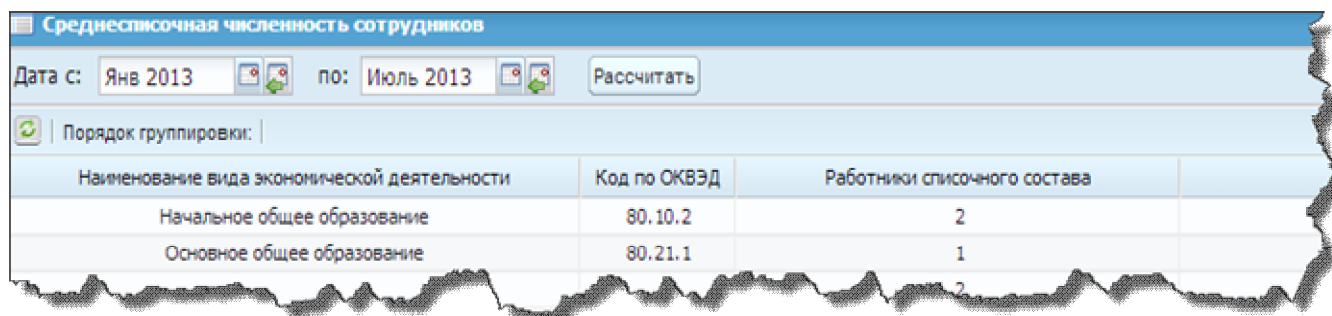 Среднесписочная численность сотрудников
Дата с: Янв 2013 по: Июль 2013 Рассчитать
Порядок группировки:
Наименование вида экономической деятельности Код по ОКВЭД Работники списочного состава
Начальное общее образование 80.10.2 2
Основное общее образование 80.21.1 1
2